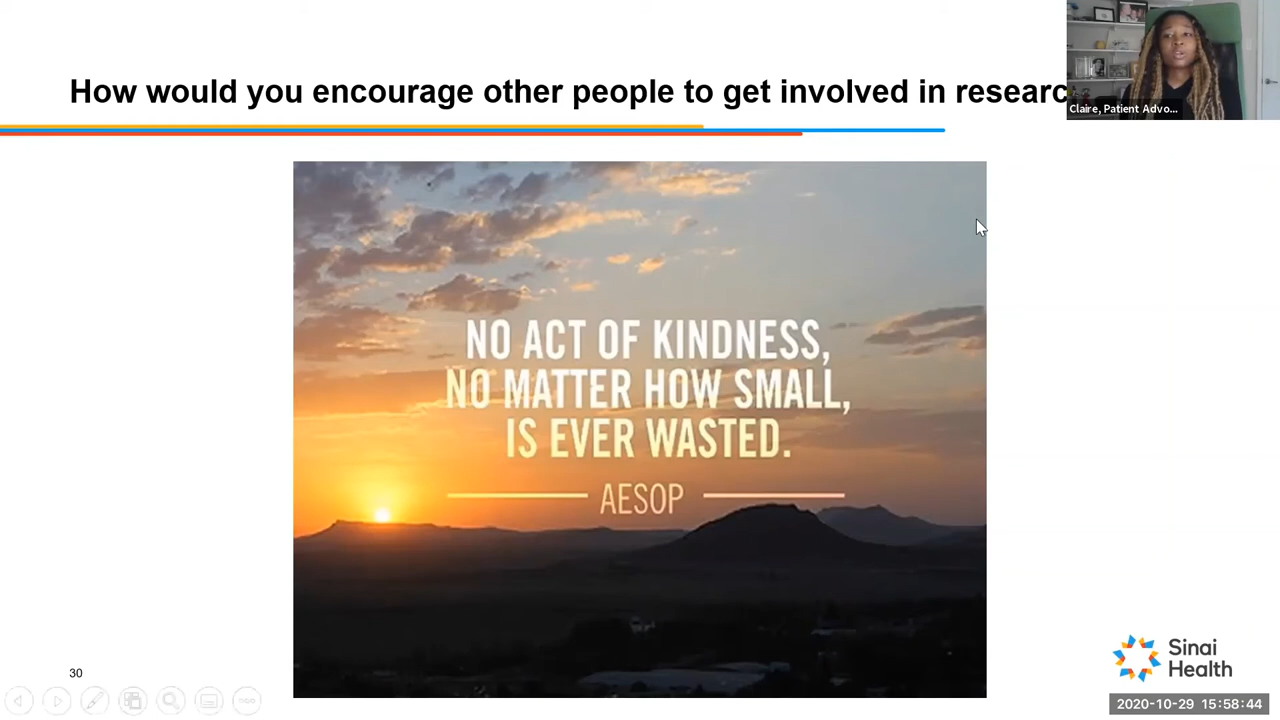 How would you encourage other people to get involved in researc
Claire, Patient Advo...
NO ACT OF KINDNESS,
NO MATTER HOW SMALL,
IS EVER WASTED.
AESOP
30
Sinai
Health
2020-10-29 15:58:44